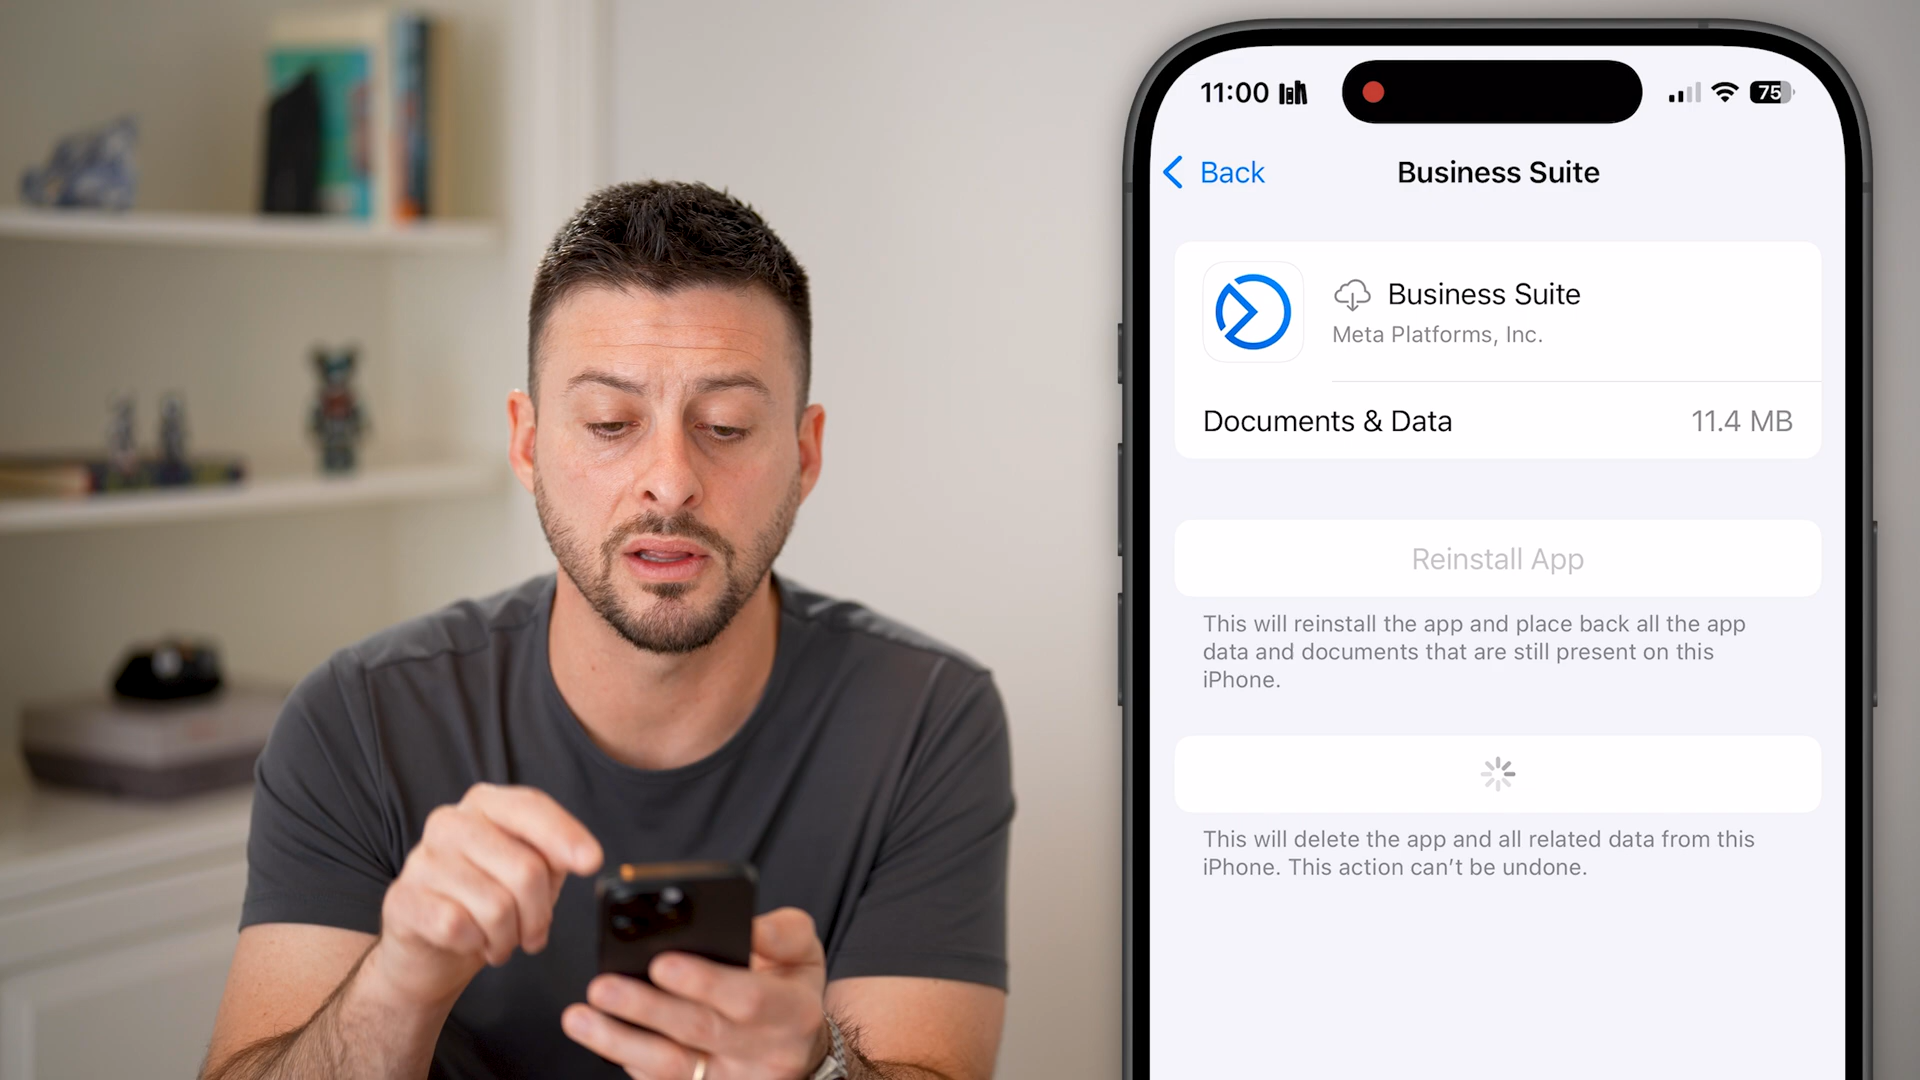 11:00
75
Back
Business Suite
Business Suite
Meta Platforms, Inc.
Documents & Data
11.4 MB
Reinstall App
This will reinstall the app and place back all the app
data and documents that are still present on this
iPhone.
This will delete the app and all related data from this
iPhone. This action can’t be undone.